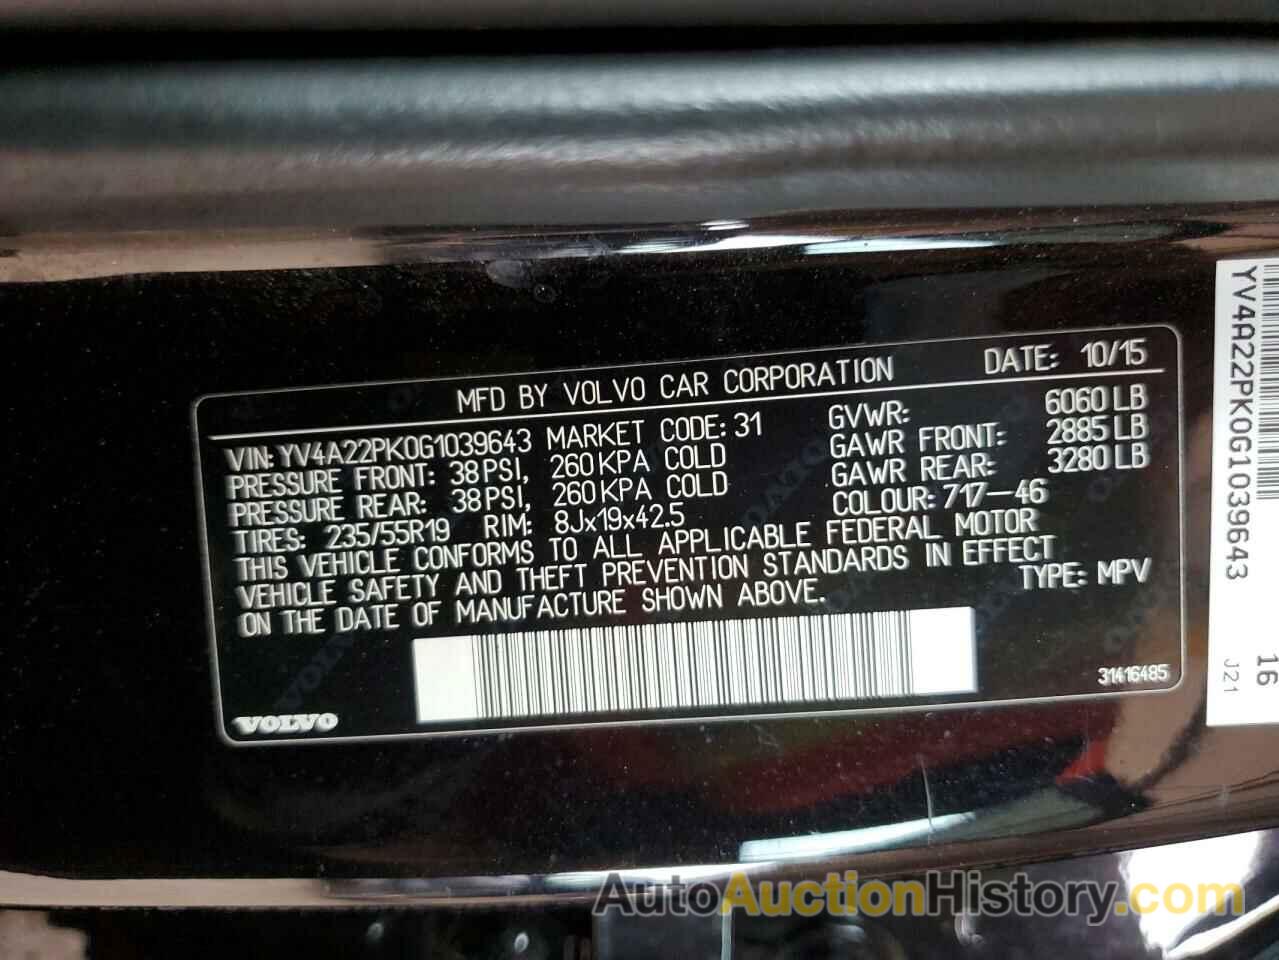 MFD BY VOLVO CAR CORPORATION DATE: 10/15
VIN: YV4A22PK0G1039643 MARKET CODE: 31 GVWR: 6060 LB
PRESSURE FRONT: 38 PSI, 260 KPA COLD GAWR FRONT: 2885 LB
PRESSURE REAR: 38 PSI, 260 KPA COLD GAWR REAR: 3280 LB
TIRES: 235/55R19 RIM: 8Jx19x42.5 COLOUR: 717-46
THIS VEHICLE CONFORMS TO ALL APPLICABLE FEDERAL MOTOR
VEHICLE SAFETY AND THEFT PREVENTION STANDARDS IN EFFECT
ON THE DATE OF MANUFACTURE SHOWN ABOVE. TYPE: MPV
31416485
VOLVO
YV4A22PK0G1039643
16
J21
AutoAuctionHistory.com